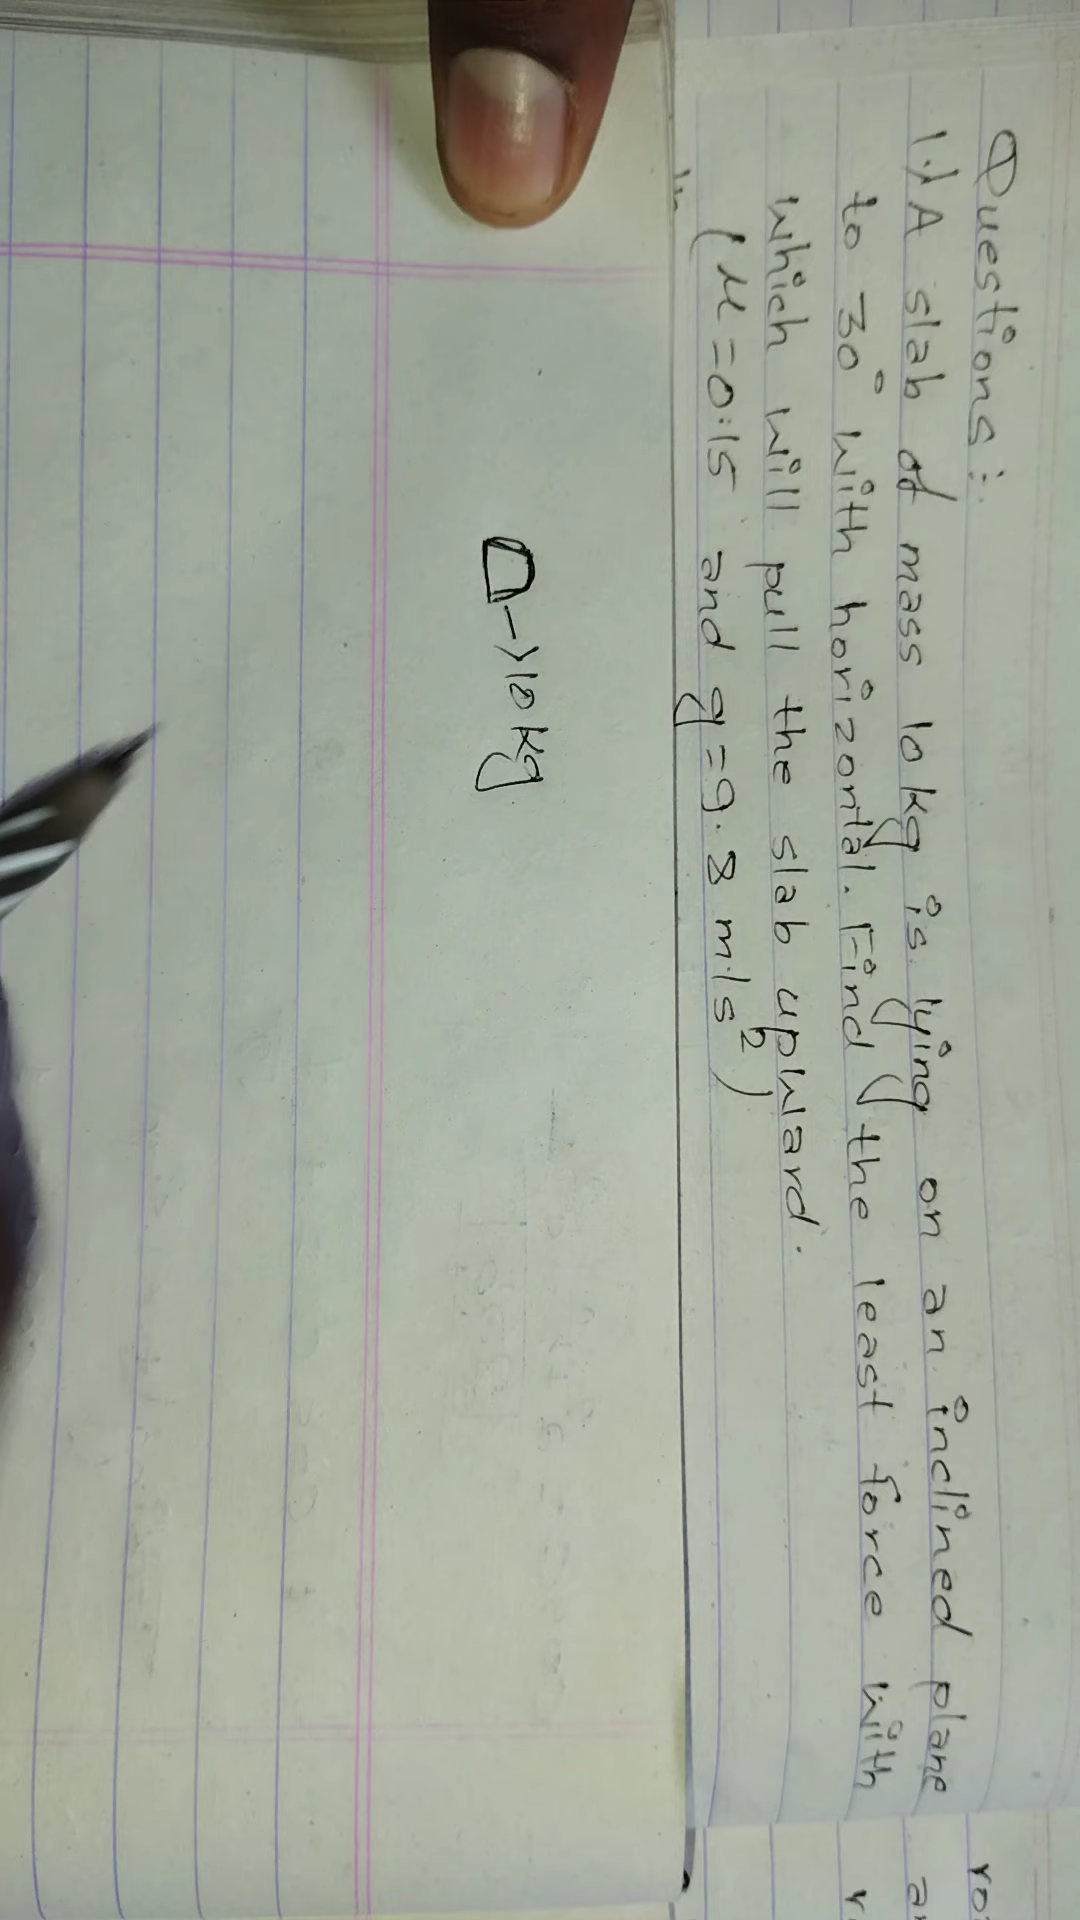 Questions:
1.) A slab of mass 10 kg is lying on an inclined plane
to 30° with horizontal. Find the least force with
which will pull the slab upward.
(μ = 0.15 and g = 9.8 m/s²)
→ 10 kg